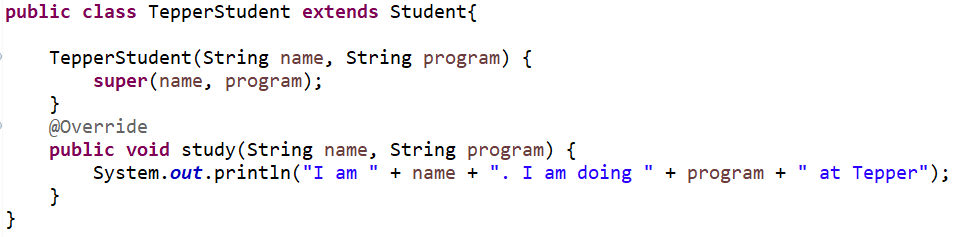 public class TepperStudent extends Student{
TepperStudent(String name, String program) {
super(name, program);
}
@Override
public void study(String name, String program) {
System.out.println("I am " + name + ". I am doing " + program + " at Tepper");
}
}